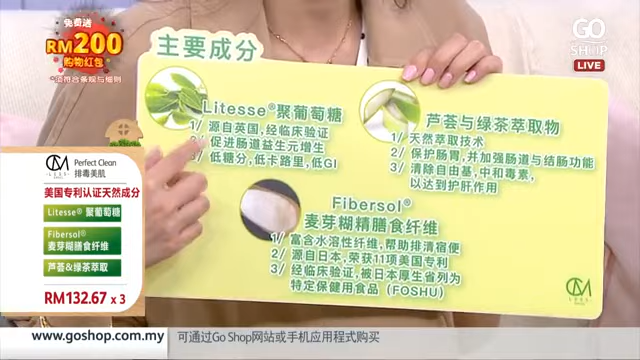 免费送
RM200
购物红包
*须符合条规与细则
GO
SHOP
LIVE
主要成分
Litesse®聚葡萄糖
1/ 源自英国,经临床验证
2/ 促进肠道益生元增生
3/ 低糖分,低卡路里,低GI
芦荟与绿茶萃取物
1/ 天然萃取技术
2/ 保护肠胃,并加强肠道与结肠功能
3/ 清除自由基,中和毒素,
以达到护肝作用
Fibersol®
麦芽糊精膳食纤维
1/ 富含水溶性纤维,帮助排清宿便
2/ 源自日本,荣获11项美国专利
3/ 经临床验证,被日本厚生省列为
特定保健用食品(FOSHU)
CM
Perfect Clean
排毒美肌
美国专利认证天然成分
Litesse® 聚葡萄糖
Fibersol®
麦芽糊膳食纤维
芦荟&绿茶萃取
RM132.67 x 3
www.goshop.com.my
可通过Go Shop网站或手机应用程式购买